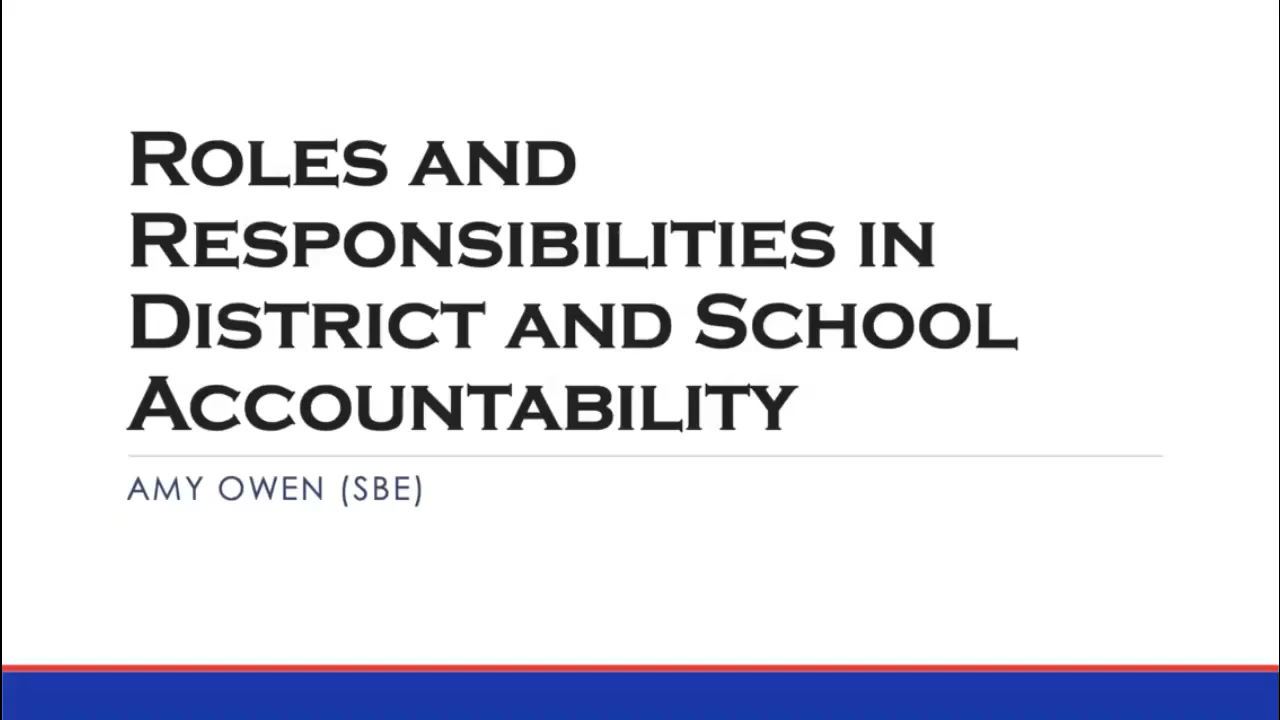 Roles and
Responsibilities in
District and School
Accountability
AMY OWEN (SBE)